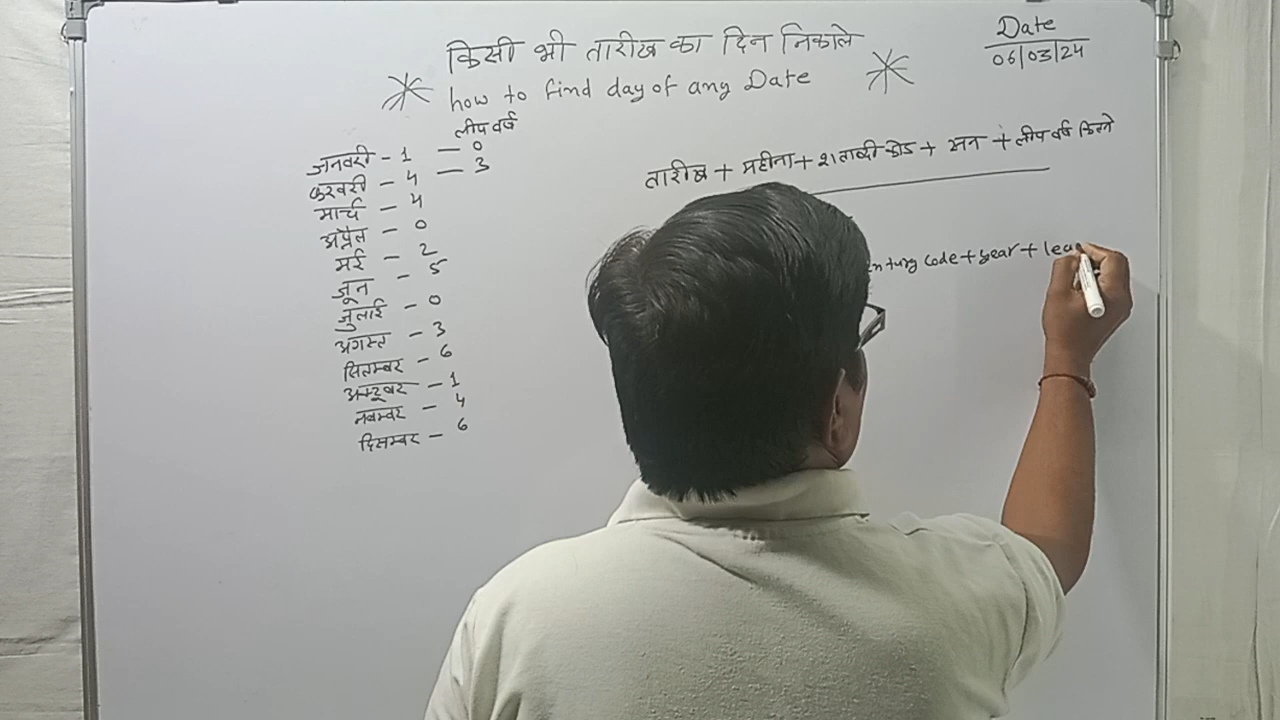 किसी भी तारीख का दिन निकाले
how to find day of any Date
Date
06/03/24
लीप वर्ष
जनवरी - 1 - 0
फरवरी - 4 - 3
मार्च - 4
अप्रैल - 0
मई - 2
जून - 5
जुलाई - 0
अगस्त - 3
सितम्बर - 6
अक्टूबर - 1
नवम्बर - 4
दिसम्बर - 6
तारीख + महीना + शताब्दी कोड + सन + लीप वर्ष कितने
code + year + lea